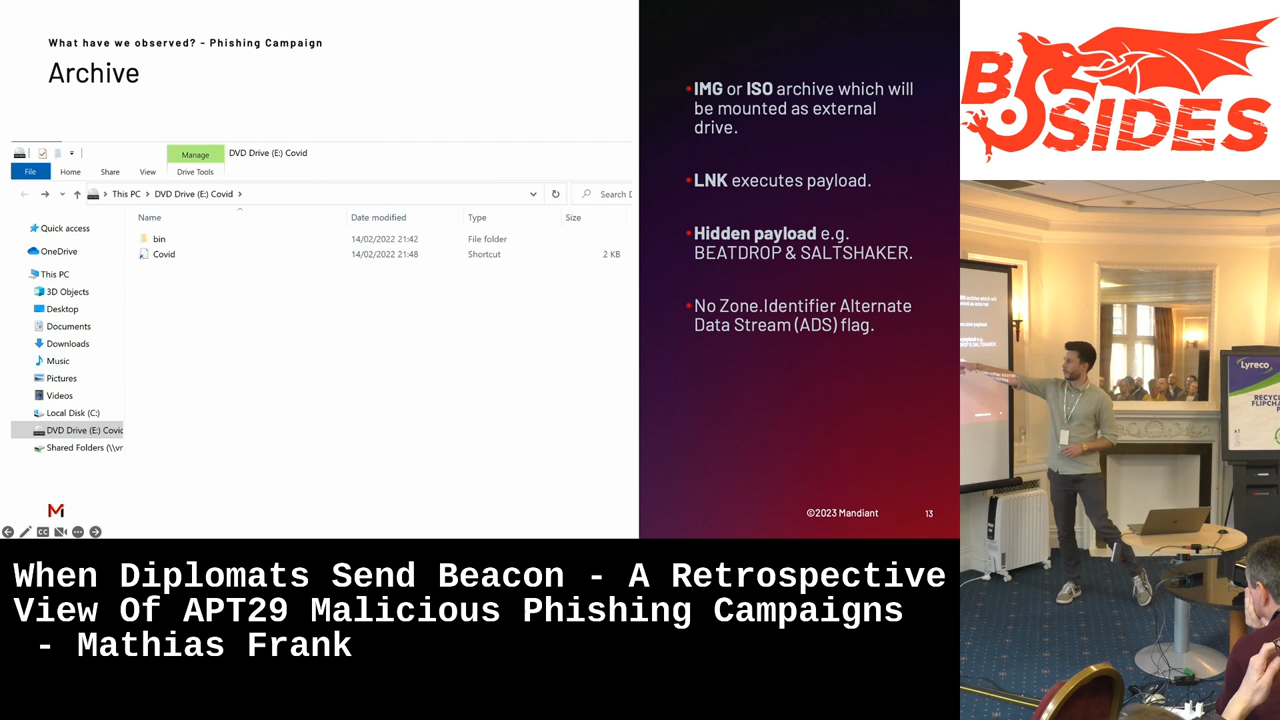 What have we observed? - Phishing Campaign
Archive
Manage
DVD Drive (E:) Covid
File
Home
Share
View
Drive Tools
This PC
DVD Drive (E:) Covid
Search D
Name
Date modified
Type
Size
bin
14/02/2022 21:42
File folder
Covid
14/02/2022 21:48
Shortcut
2 KB
Quick access
OneDrive
This PC
3D Objects
Desktop
Documents
Downloads
Music
Pictures
Videos
Local Disk (C:)
DVD Drive (E:) Covid
Shared Folders (\\vr
M
•IMG or ISO archive which will
be mounted as external
drive.
•LNK executes payload.
•Hidden payload e.g.
BEATDROP & SALTSHAKER.
•No Zone.Identifier Alternate
Data Stream (ADS) flag.
©2023 Mandiant
13
BSIDES
Lyreco
RECYC
FLIPCHA
When Diplomats Send Beacon - A Retrospective
View Of APT29 Malicious Phishing Campaigns
- Mathias Frank